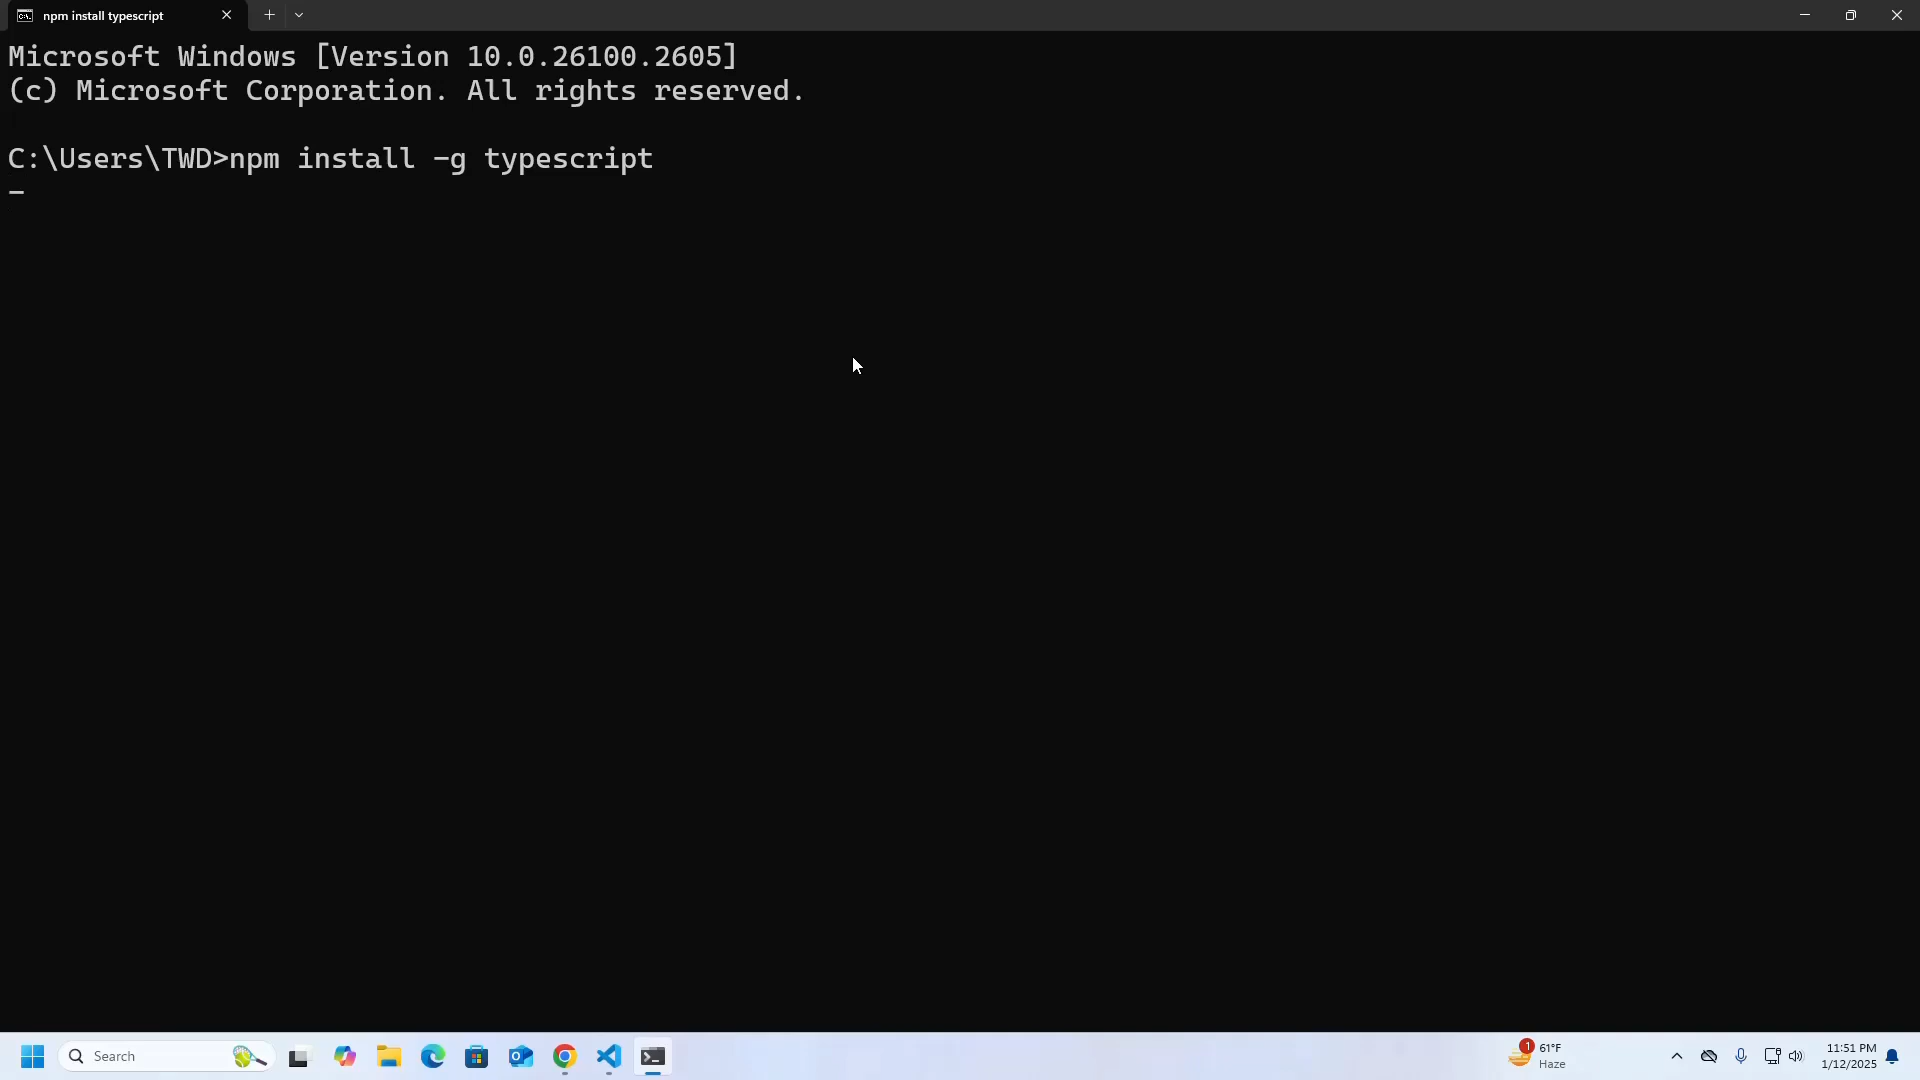 npm install typescript
Microsoft Windows [Version 10.0.26100.2605]
(c) Microsoft Corporation. All rights reserved.
C:\Users\TWD>npm install -g typescript
Search
1
61°F
Haze
11:51 PM
1/12/2025